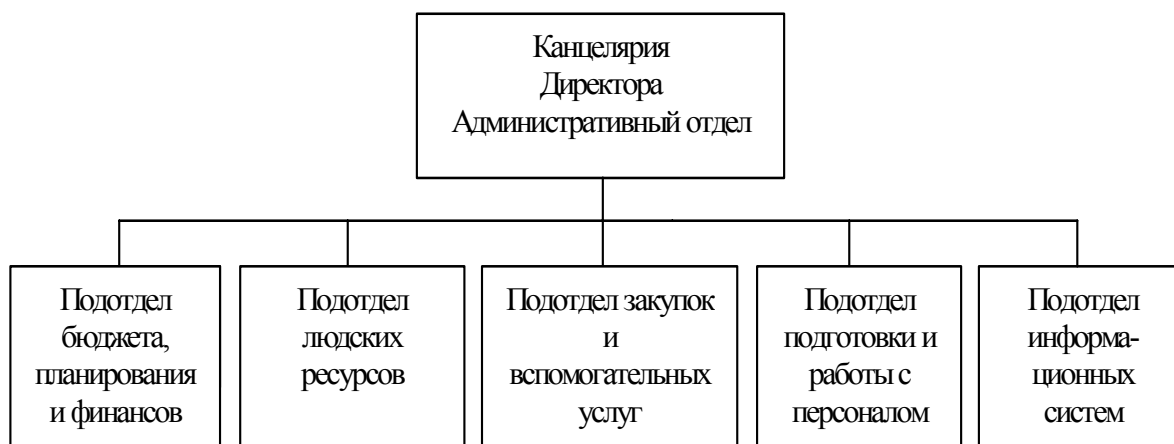 Канцелярия
Директора
Административный отдел
Подотдел
бюджета,
планирования
и финансов
Подотдел
людских
ресурсов
Подотдел закупок
и
вспомогательных
услуг
Подотдел
подготовки и
работы с
персоналом
Подотдел
информа-
ционных
систем